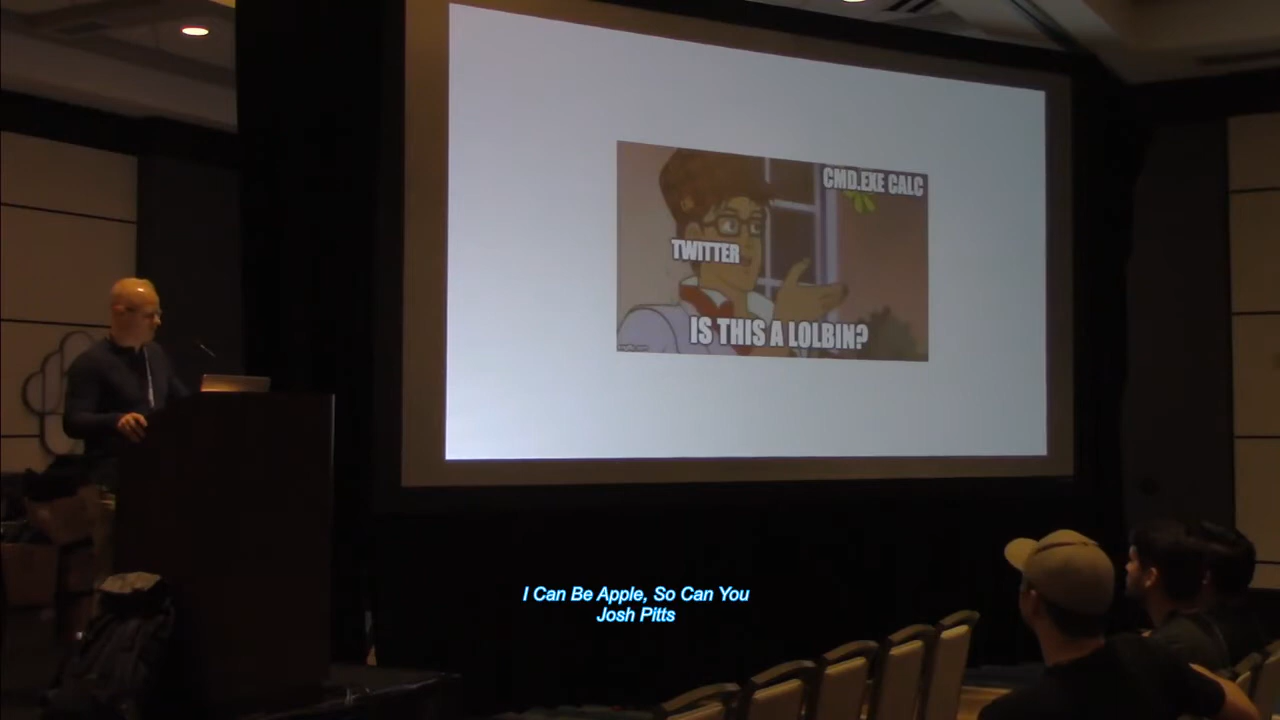 CMD.EXE CALC
TWITTER
IS THIS A LOLBIN?
I Can Be Apple, So Can You
Josh Pitts